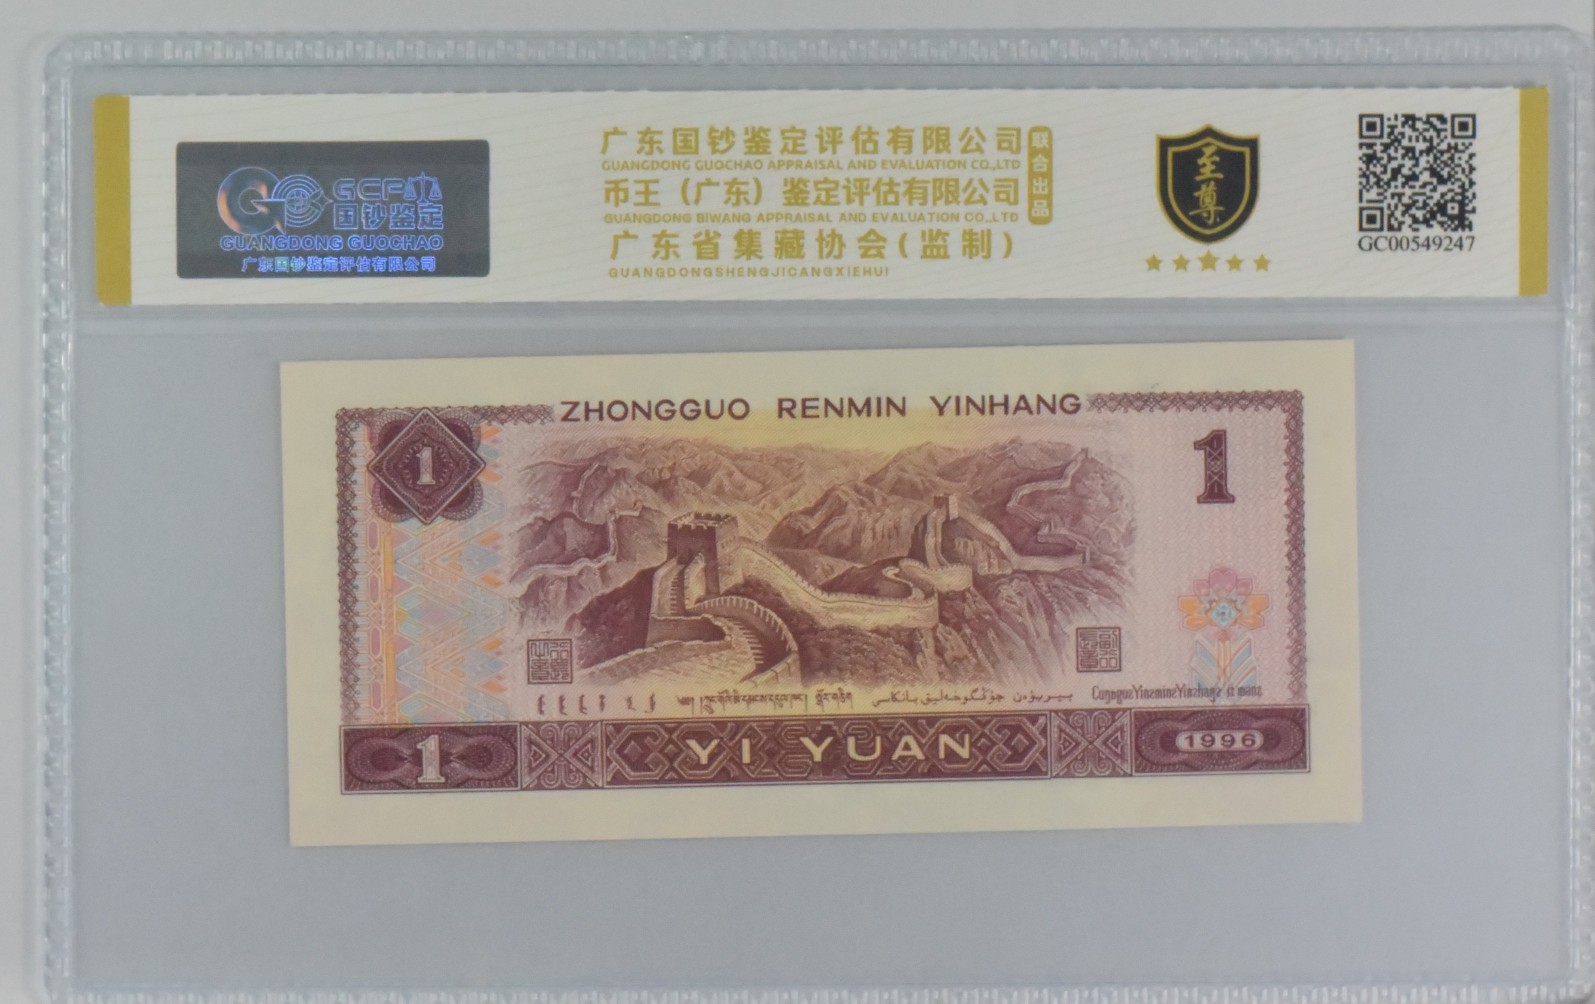 GCPA
国钞鉴定
GUANGDONG GUOCHAO
广东国钞鉴定评估有限公司
广东国钞鉴定评估有限公司
GUANGDONG GUOCHAO APPRAISAL AND EVALUATION CO.,LTD
币王（广东）鉴定评估有限公司
GUANGDONG BIWANG APPRAISAL AND EVALUATION CO.,LTD
广东省集藏协会(监制)
GUANGDONGSHENGJICANGXIEHUI
联合出品
至尊
GC00549247
ZHONGGUO RENMIN YINHANG
1
1
1 YI YUAN 1996